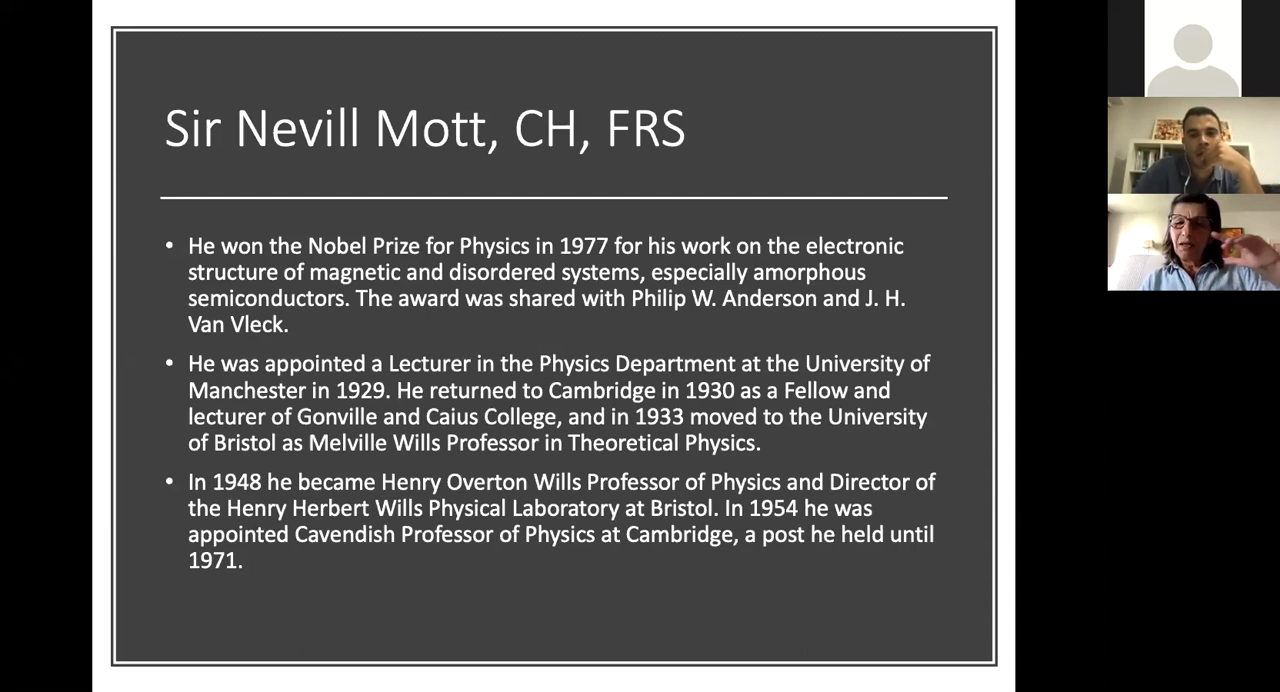 Sir Nevill Mott, CH, FRS
• He won the Nobel Prize for Physics in 1977 for his work on the electronic
structure of magnetic and disordered systems, especially amorphous
semiconductors. The award was shared with Philip W. Anderson and J. H.
Van Vleck.
• He was appointed a Lecturer in the Physics Department at the University of
Manchester in 1929. He returned to Cambridge in 1930 as a Fellow and
lecturer of Gonville and Caius College, and in 1933 moved to the University
of Bristol as Melville Wills Professor in Theoretical Physics.
• In 1948 he became Henry Overton Wills Professor of Physics and Director of
the Henry Herbert Wills Physical Laboratory at Bristol. In 1954 he was
appointed Cavendish Professor of Physics at Cambridge, a post he held until
1971.